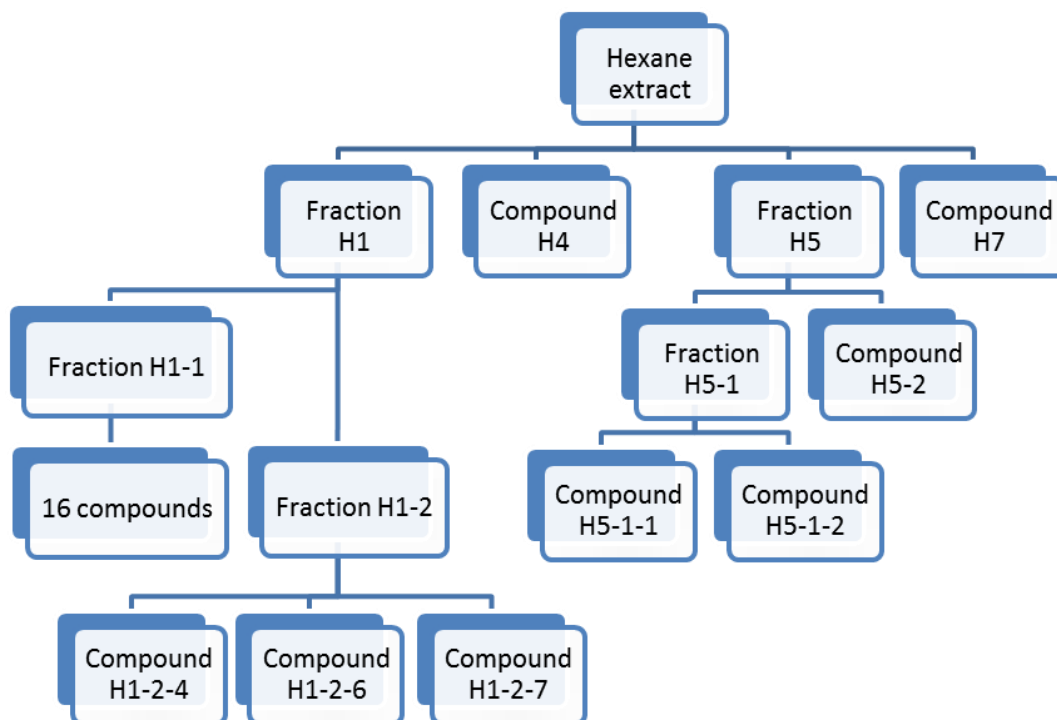 Hexane
extract
Fraction
H1
Compound
H4
Fraction
H5
Compound
H7
Fraction H1-1
Fraction
H5-1
Compound
H5-2
16 compounds
Fraction H1-2
Compound
H5-1-1
Compound
H5-1-2
Compound
H1-2-4
Compound
H1-2-6
Compound
H1-2-7